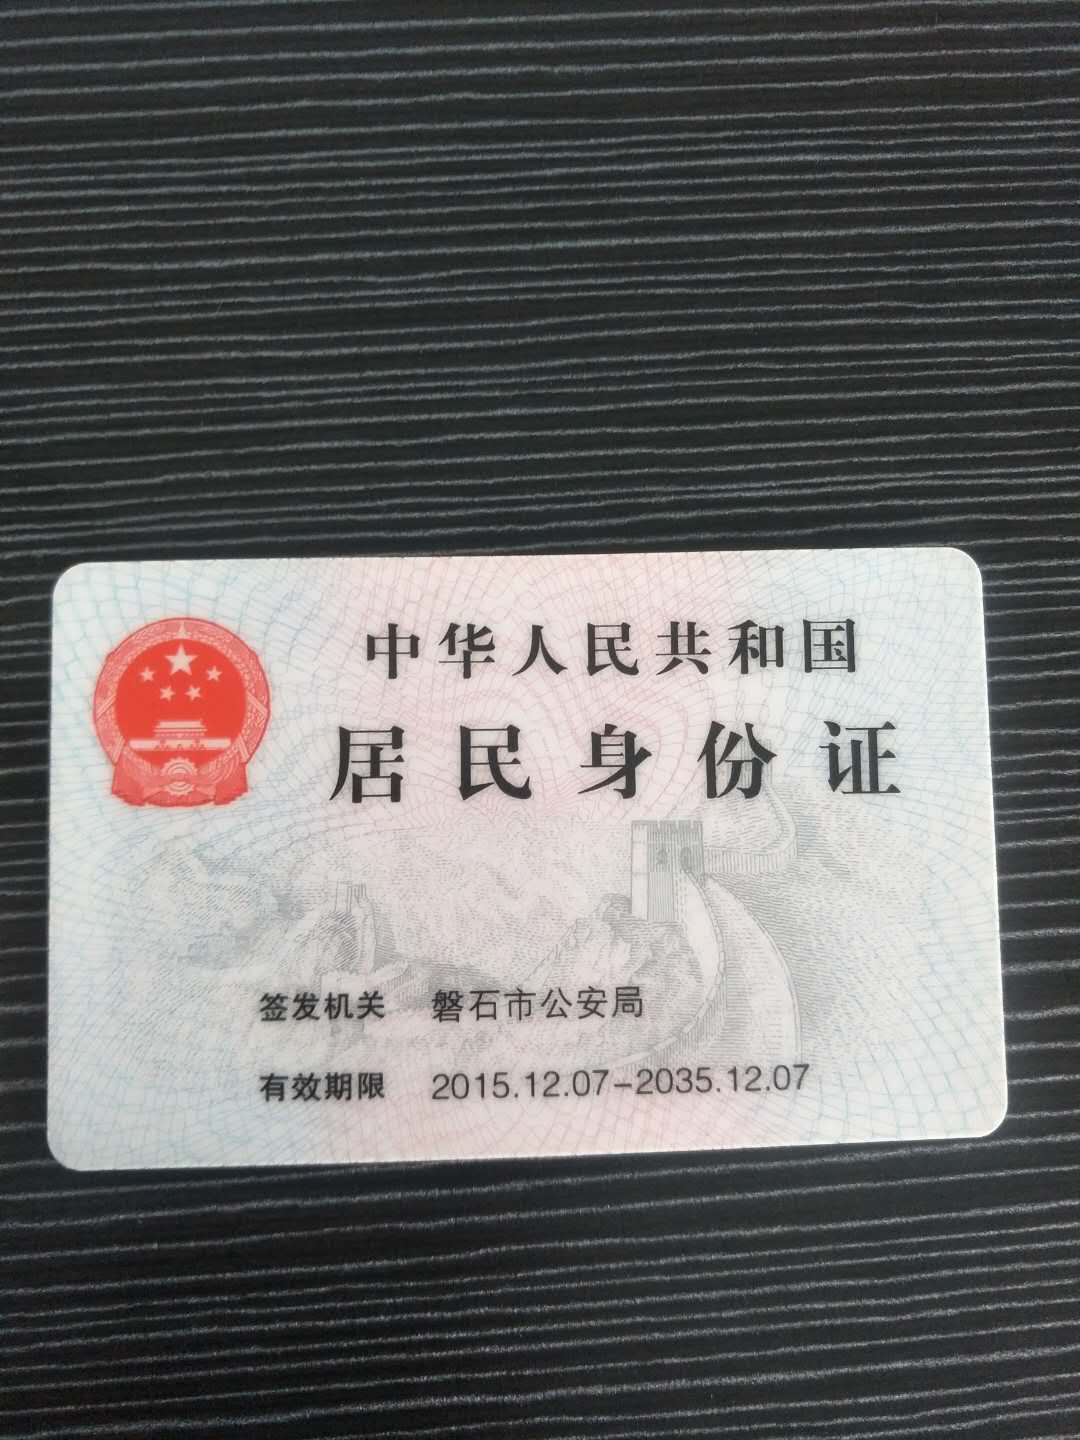 中华人民共和国
居民身份证
签发机关 磐石市公安局
有效期限 2015.12.07-2035.12.07